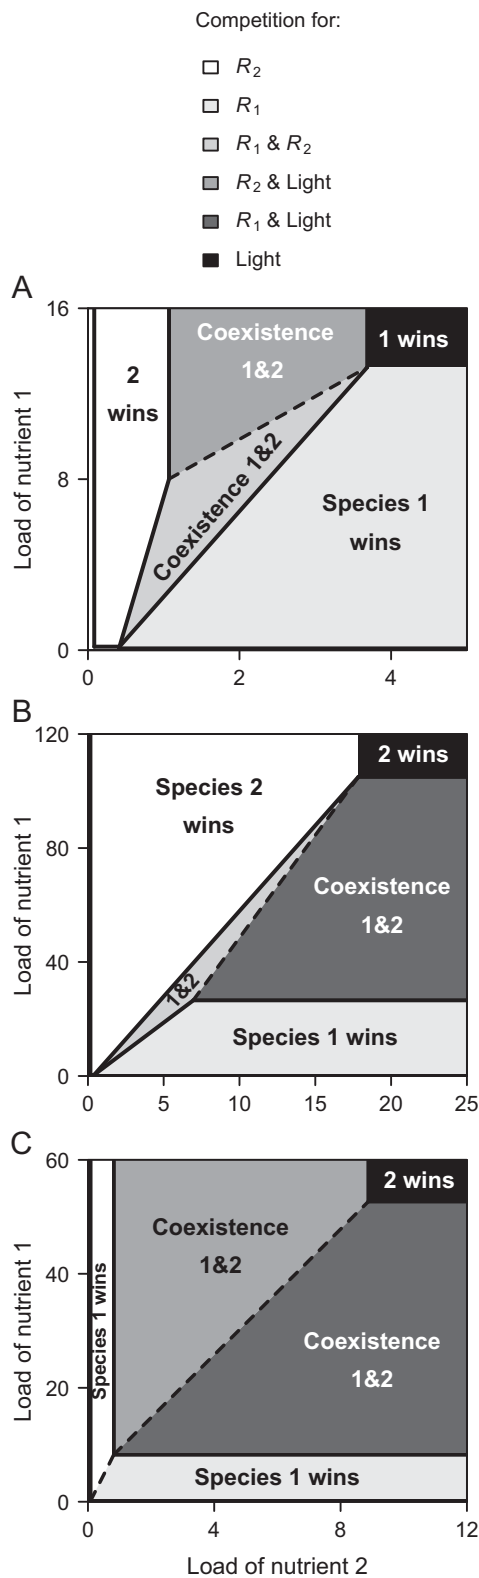 Competition for:
R2
R1
R1 & R2
R2 & Light
R1 & Light
Light
A
16
8
0
0
2
4
Load of nutrient 1
2
wins
Coexistence
1&2
1 wins
Coexistence 1&2
Species 1
wins
B
120
80
40
0
0
5
10
15
20
25
Load of nutrient 1
Species 2
wins
2 wins
Coexistence
1&2
1&2
Species 1 wins
C
60
40
20
0
0
4
8
12
Load of nutrient 1
Species 1 wins
Coexistence
1&2
2 wins
Coexistence
1&2
Species 1 wins
Load of nutrient 2